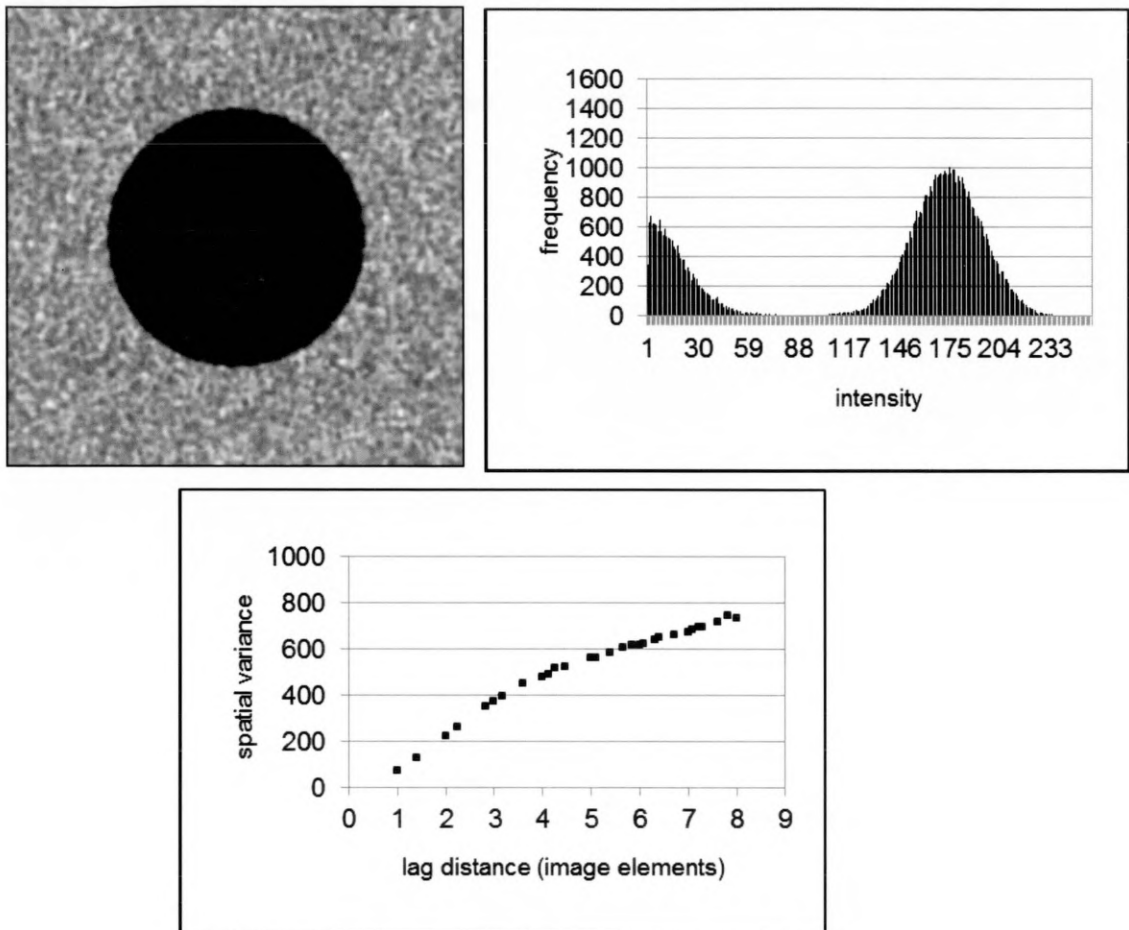 1600
1400
1200
1000
800
600
400
200
0
frequency
1 30 59 88 117 146 175 204 233
intensity
1000
800
600
400
200
0
spatial variance
0 1 2 3 4 5 6 7 8 9
lag distance (image elements)